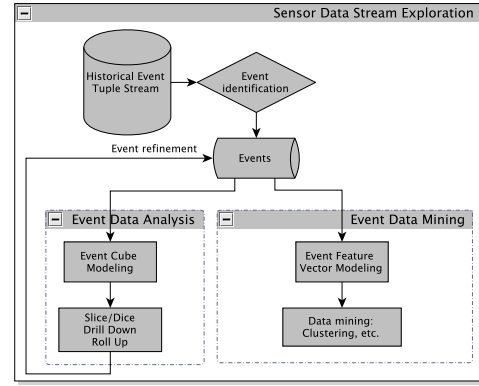 Sensor Data Stream Exploration
Historical Event
Tuple Stream
Event
identification
Event refinement
Events
Event Data Analysis
Event Data Mining
Event Cube
Modeling
Event Feature
Vector Modeling
Slice/Dice
Drill Down
Roll Up
Data mining:
Clustering, etc.